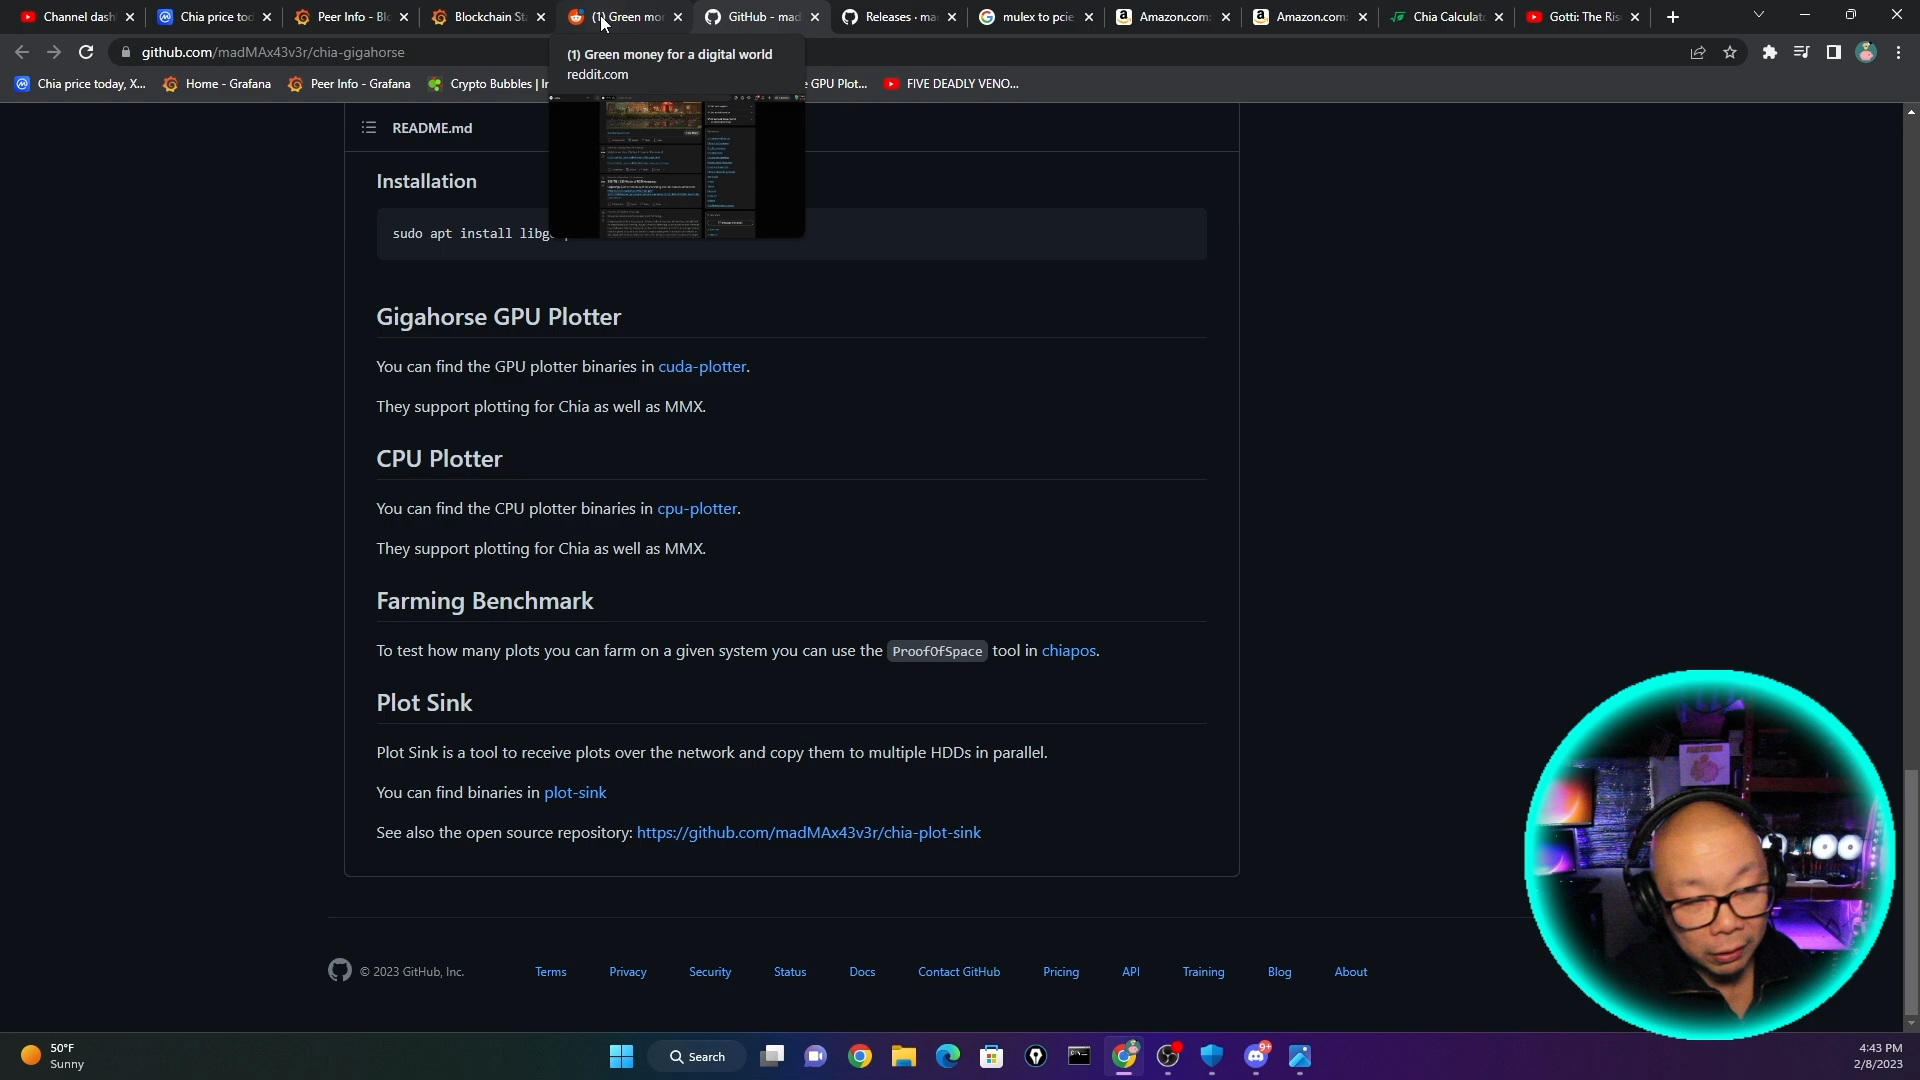 Channel dash
Chia price tod
Peer Info - Blo
Blockchain St
(1) Green mo
GitHub - mad
Releases · ma
mulex to pcie
Amazon.com:
Amazon.com:
Chia Calculat
Gotti: The Ris
github.com/madMAx43v3r/chia-gigahorse
Chia price today, X...
Home - Grafana
Peer Info - Grafana
Crypto Bubbles | In
e GPU Plot...
FIVE DEADLY VENO...
(1) Green money for a digital world
reddit.com
README.md
Installation
sudo apt install libg
Gigahorse GPU Plotter
You can find the GPU plotter binaries in cuda-plotter.
They support plotting for Chia as well as MMX.
CPU Plotter
You can find the CPU plotter binaries in cpu-plotter.
They support plotting for Chia as well as MMX.
Farming Benchmark
To test how many plots you can farm on a given system you can use the ProofOfSpace tool in chiapos.
Plot Sink
Plot Sink is a tool to receive plots over the network and copy them to multiple HDDs in parallel.
You can find binaries in plot-sink
See also the open source repository: https://github.com/madMAx43v3r/chia-plot-sink
© 2023 GitHub, Inc.
Terms
Privacy
Security
Status
Docs
Contact GitHub
Pricing
API
Training
Blog
About
50°F
Sunny
Search
9+
4:43 PM
2/8/2023